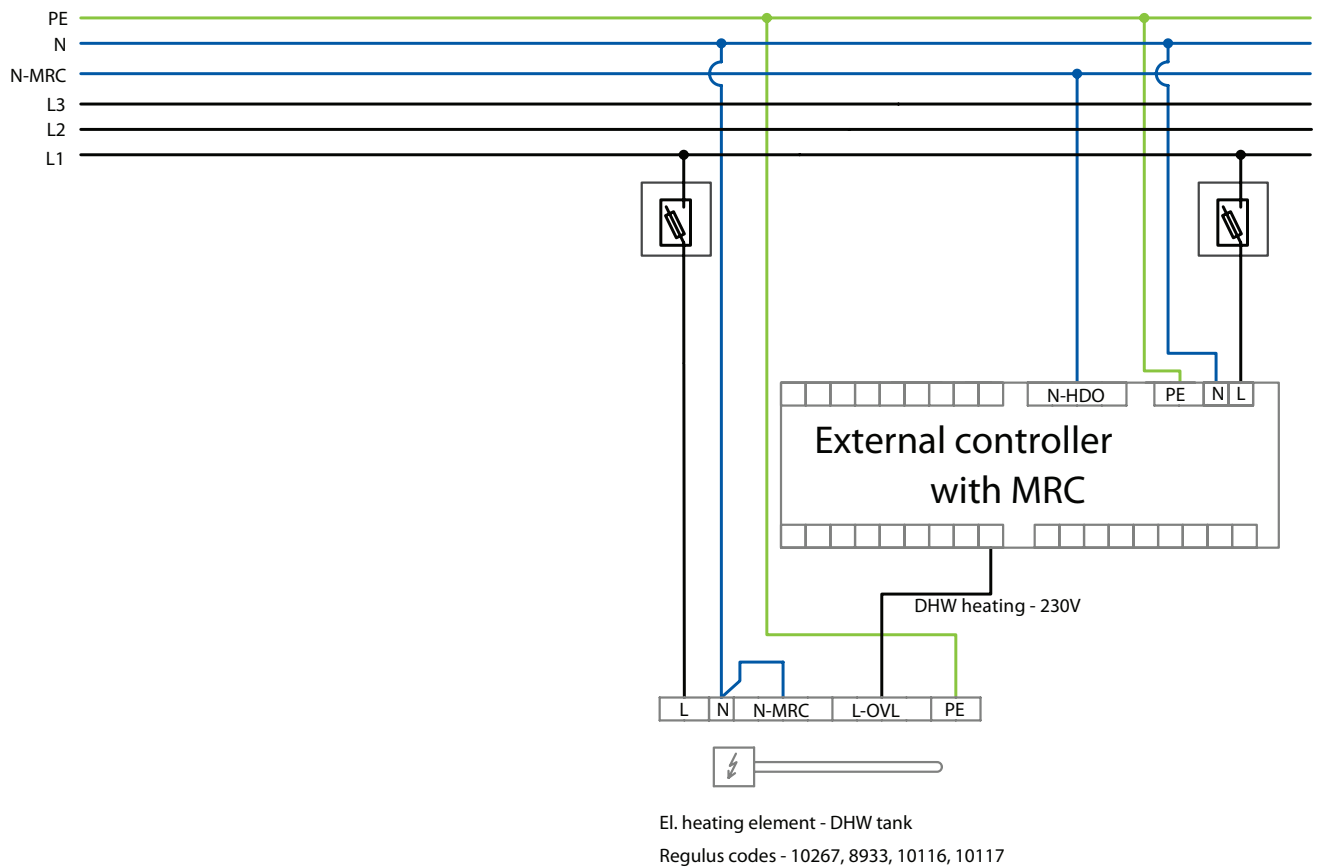 PE
N
N-MRC
L3
L2
L1
N-HDO PE N L
External controller
with MRC
DHW heating - 230V
L N N-MRC L-OVL PE
El. heating element - DHW tank
Regulus codes - 10267, 8933, 10116, 10117